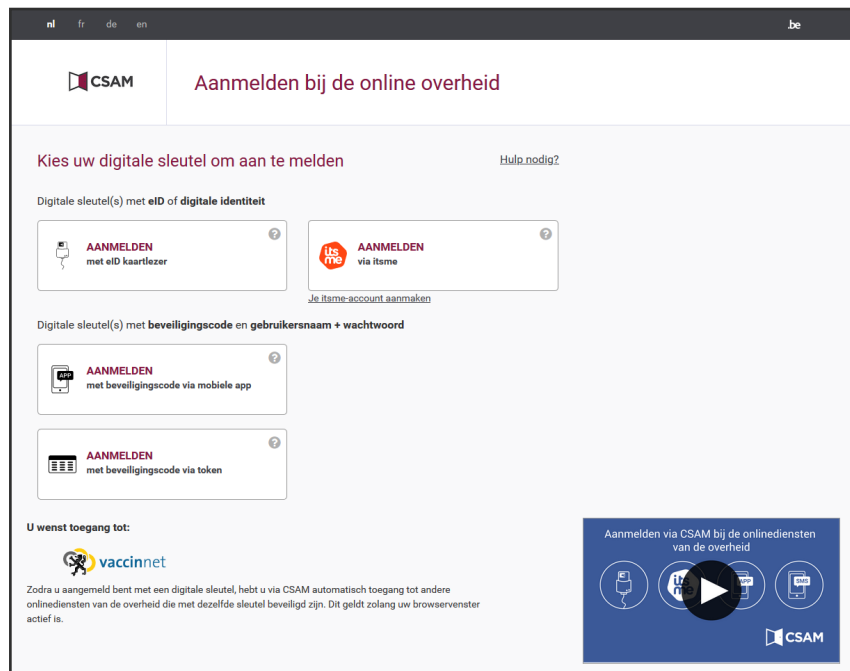 nl fr de en .be
CSAM
Aanmelden bij de online overheid
Kies uw digitale sleutel om aan te melden
Hulp nodig?
Digitale sleutel(s) met eID of digitale identiteit
AANMELDEN
met eID kaartlezer
?
itsme
AANMELDEN
via itsme
?
Je itsme-account aanmaken
Digitale sleutel(s) met beveiligingscode en gebruikersnaam + wachtwoord
APP
AANMELDEN
met beveiligingscode via mobiele app
?
AANMELDEN
met beveiligingscode via token
?
U wenst toegang tot:
vaccinnet
Zodra u aangemeld bent met een digitale sleutel, hebt u via CSAM automatisch toegang tot andere
onlinediensten van de overheid die met dezelfde sleutel beveiligd zijn. Dit geldt zolang uw browservenster
actief is.
Aanmelden via CSAM bij de onlinediensten
van de overheid
APP
SMS
CSAM